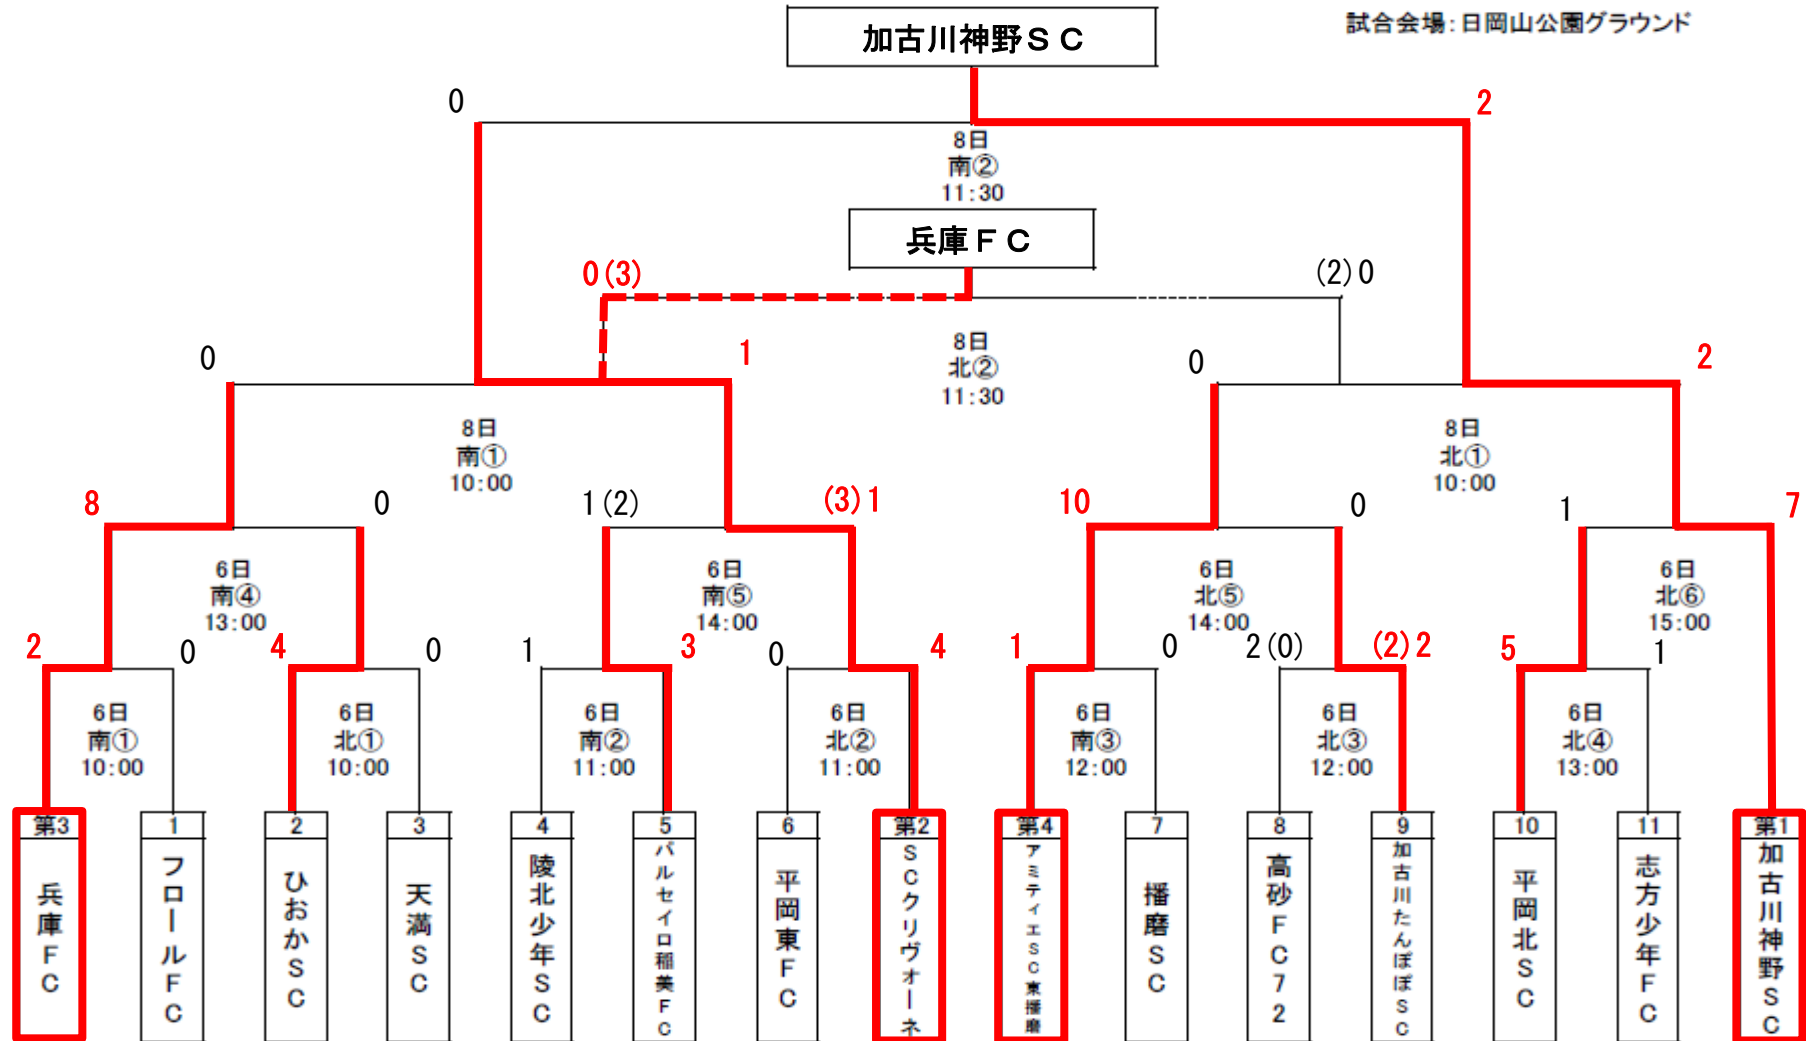 試合会場：日岡山公園グラウンド
加古川神野ＳＣ
0
2
8日
南②
11：30
兵庫ＦＣ
0(3)
(2)0
8日
北②
11：30
0
1
0
2
8日
南①
10：00
8日
北①
10：00
8
0
1(2)
(3)1
10
0
1
7
6日
南④
13：00
6日
南⑤
14：00
6日
北⑤
14：00
6日
北⑥
15：00
2
0
4
0
1
3
0
4
1
0
2(0)
(2)2
5
1
6日
南①
10：00
6日
北①
10：00
6日
南②
11：00
6日
北②
11：00
6日
南③
12：00
6日
北③
12：00
6日
北④
13：00
第3
1
2
3
4
5
6
第2
第4
7
8
9
10
11
第1
兵庫ＦＣ
フロールＦＣ
ひおかＳＣ
天満ＳＣ
陵北少年ＳＣ
パルセイロ稲美ＦＣ
平岡東ＦＣ
ＳＣクリヴォーネ
アミティエＳＣ東播磨
播磨ＳＣ
高砂ＦＣ７２
加古川たんぽぽＳＣ
平岡北ＳＣ
志方少年ＦＣ
加古川神野ＳＣ